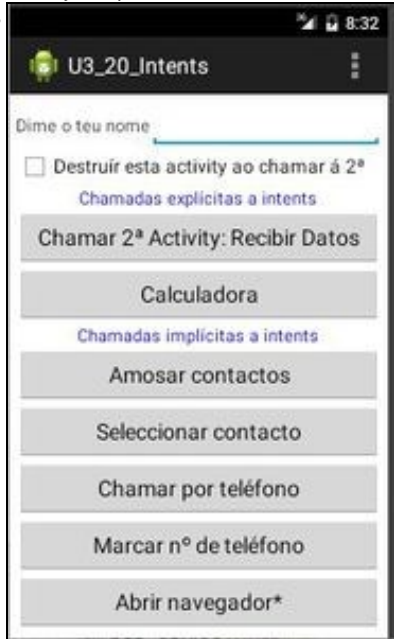 8:32
U3_20_Intents
Dime o teu nome
Destruír esta activity ao chamar á 2ª
Chamadas explícitas a intents
Chamar 2ª Activity: Recibir Datos
Calculadora
Chamadas implícitas a intents
Amosar contactos
Seleccionar contacto
Chamar por teléfono
Marcar nº de teléfono
Abrir navegador*